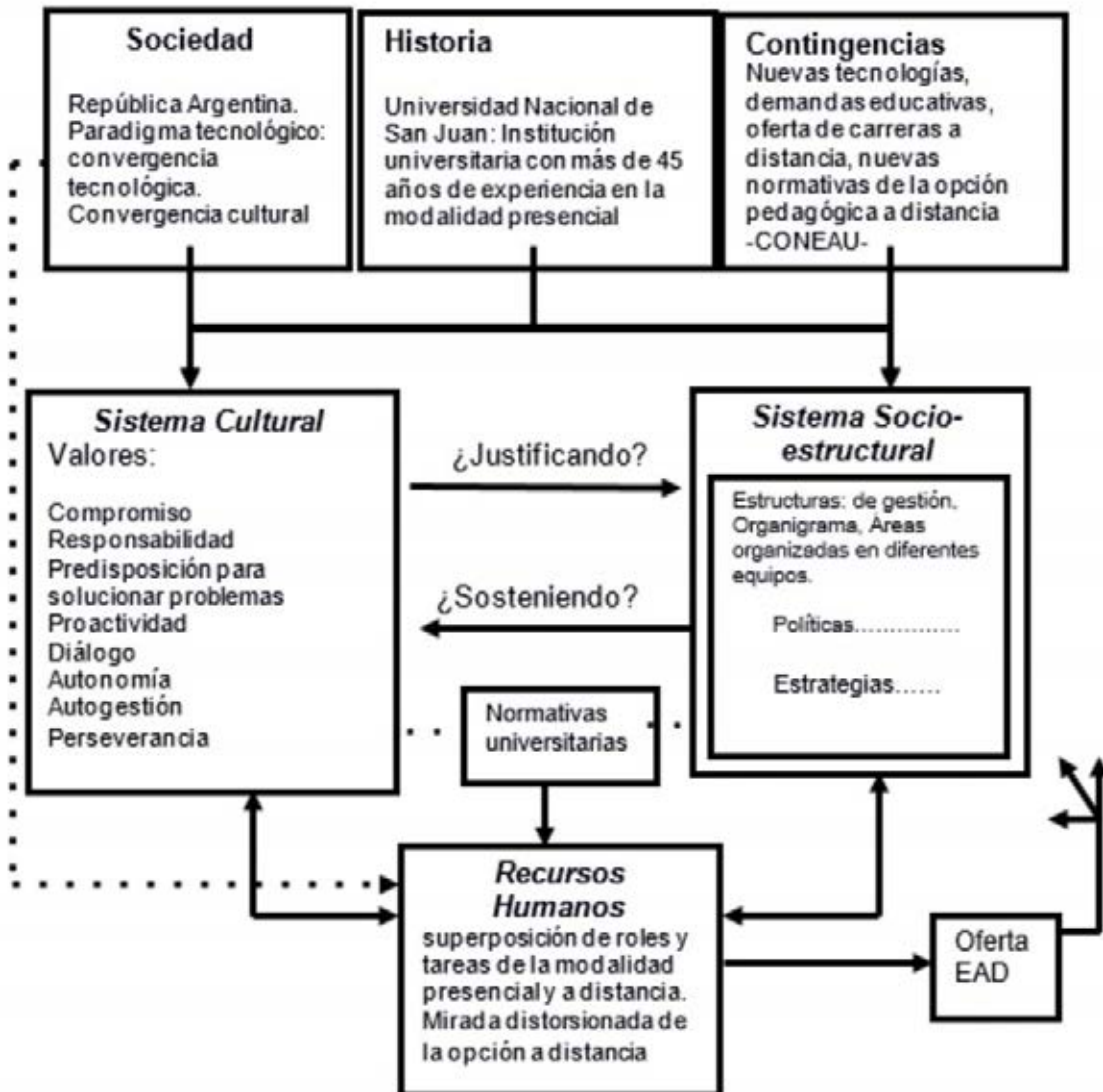 Sociedad
República Argentina.
Paradigma tecnológico:
convergencia
tecnológica.
Convergencia cultural
Historia
Universidad Nacional de
San Juan: Institución
universitaria con más de 45
años de experiencia en la
modalidad presencial
Contingencias
Nuevas tecnologías,
demandas educativas,
oferta de carreras a
distancia, nuevas
normativas de la opción
pedagógica a distancia
-CONEAU-
Sistema Cultural
Valores:
Compromiso
Responsabilidad
Predisposición para
solucionar problemas
Proactividad
Diálogo
Autonomía
Autogestión
Perseverancia
¿Justificando?
¿Sosteniendo?
Sistema Socio-
estructural
Estructuras: de gestión,
Organigrama, Áreas
organizadas en diferentes
equipos.
Políticas……………
Estrategias……
Normativas
universitarias
Recursos
Humanos
superposición de roles y
tareas de la modalidad
presencial y a distancia.
Mirada distorsionada de
la opción a distancia
Oferta
EAD